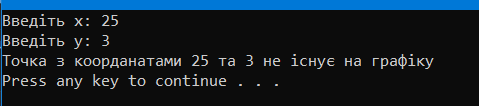 Введіть x: 25
Введіть y: 3
Точка з коорданатами 25 та 3 не існує на графіку
Press any key to continue . . .